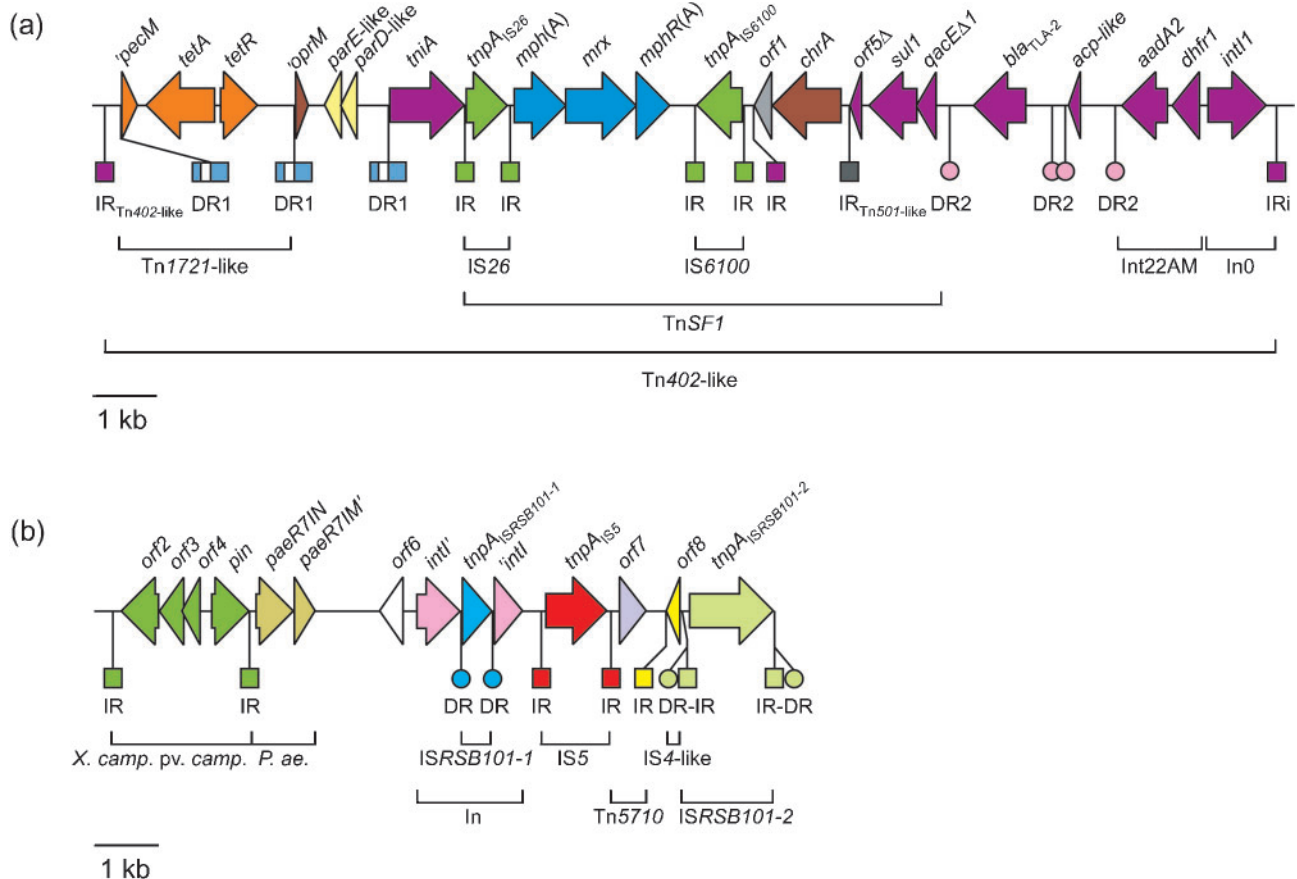 (a)
'pecM tetA tetR 'oprM parE-like parD-like tniA tnpAIS26 mph(A) mrx mphR(A) tnpAIS6100 orf1 chrA orf5Δ sul1 qacEΔ1 blaTLA-2 acp-like aadA2 dhfr1 intI1
IRTn402-like DR1 DR1 DR1 IR IR IR IR IR IRTn501-like DR2 DR2 DR2 IRi
Tn1721-like IS26 IS6100 Int22AM In0
TnSF1
Tn402-like
1 kb
(b)
orf2 orf3 orf4 pin paeR7IN paeR7IM' orf6 intI' tnpAISRSB101-1 'intI tnpAIS5 orf7 orf8 tnpAISRSB101-2
IR IR DR DR IR IR IR DR-IR IR-DR
X. camp. pv. camp. P. ae. ISRSB101-1 IS5 IS4-like
In Tn5710 ISRSB101-2
1 kb